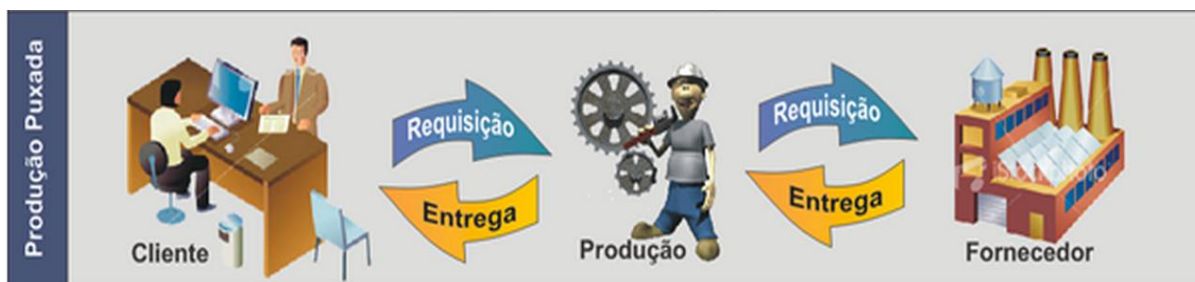 Produção Puxada
Requisição
Requisição
Entrega
Entrega
Cliente
Produção
Fornecedor